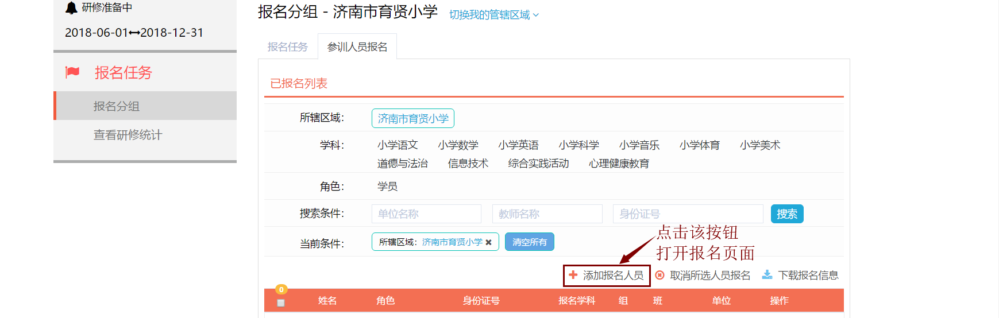 研修准备中
2018-06-01↔2018-12-31
报名任务
报名分组
查看研修统计
报名分组 - 济南市育贤小学 切换我的管辖区域
报名任务 参训人员报名
已报名列表
所辖区域： 济南市育贤小学
学科： 小学语文 小学数学 小学英语 小学科学 小学音乐 小学体育 小学美术
道德与法治 信息技术 综合实践活动 心理健康教育
角色： 学员
搜索条件： 单位名称 教师名称 身份证号 搜索
当前条件： 所辖区域：济南市育贤小学 清空所有
点击该按钮
打开报名页面
添加报名人员 取消所选人员报名 下载报名信息
0
姓名 角色 身份证号 报名学科 组 班 单位 操作